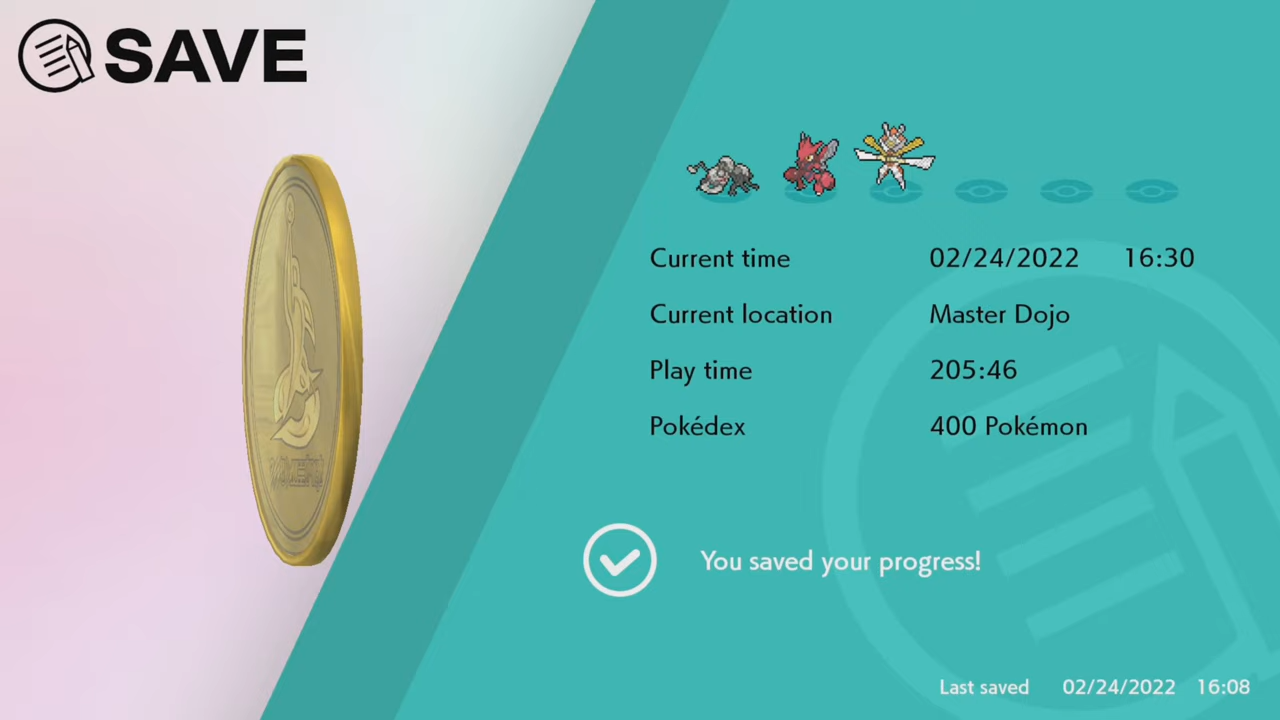 SAVE
Current time 02/24/2022 16:30
Current location Master Dojo
Play time 205:46
Pokédex 400 Pokémon
You saved your progress!
Last saved 02/24/2022 16:08